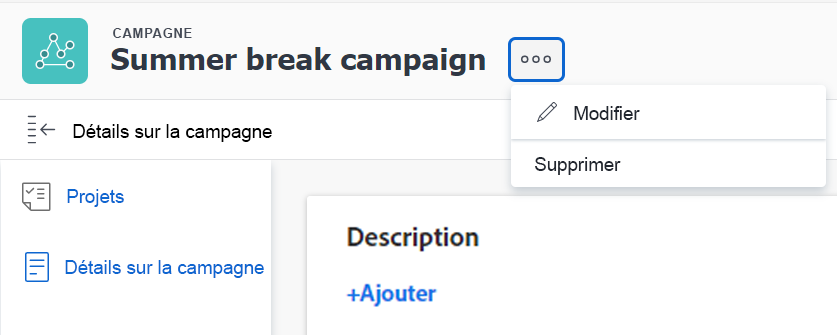 CAMPAGNE
Summer break campaign
Modifier
Détails sur la campagne
Supprimer
Projets
Détails sur la campagne
Description
+Ajouter